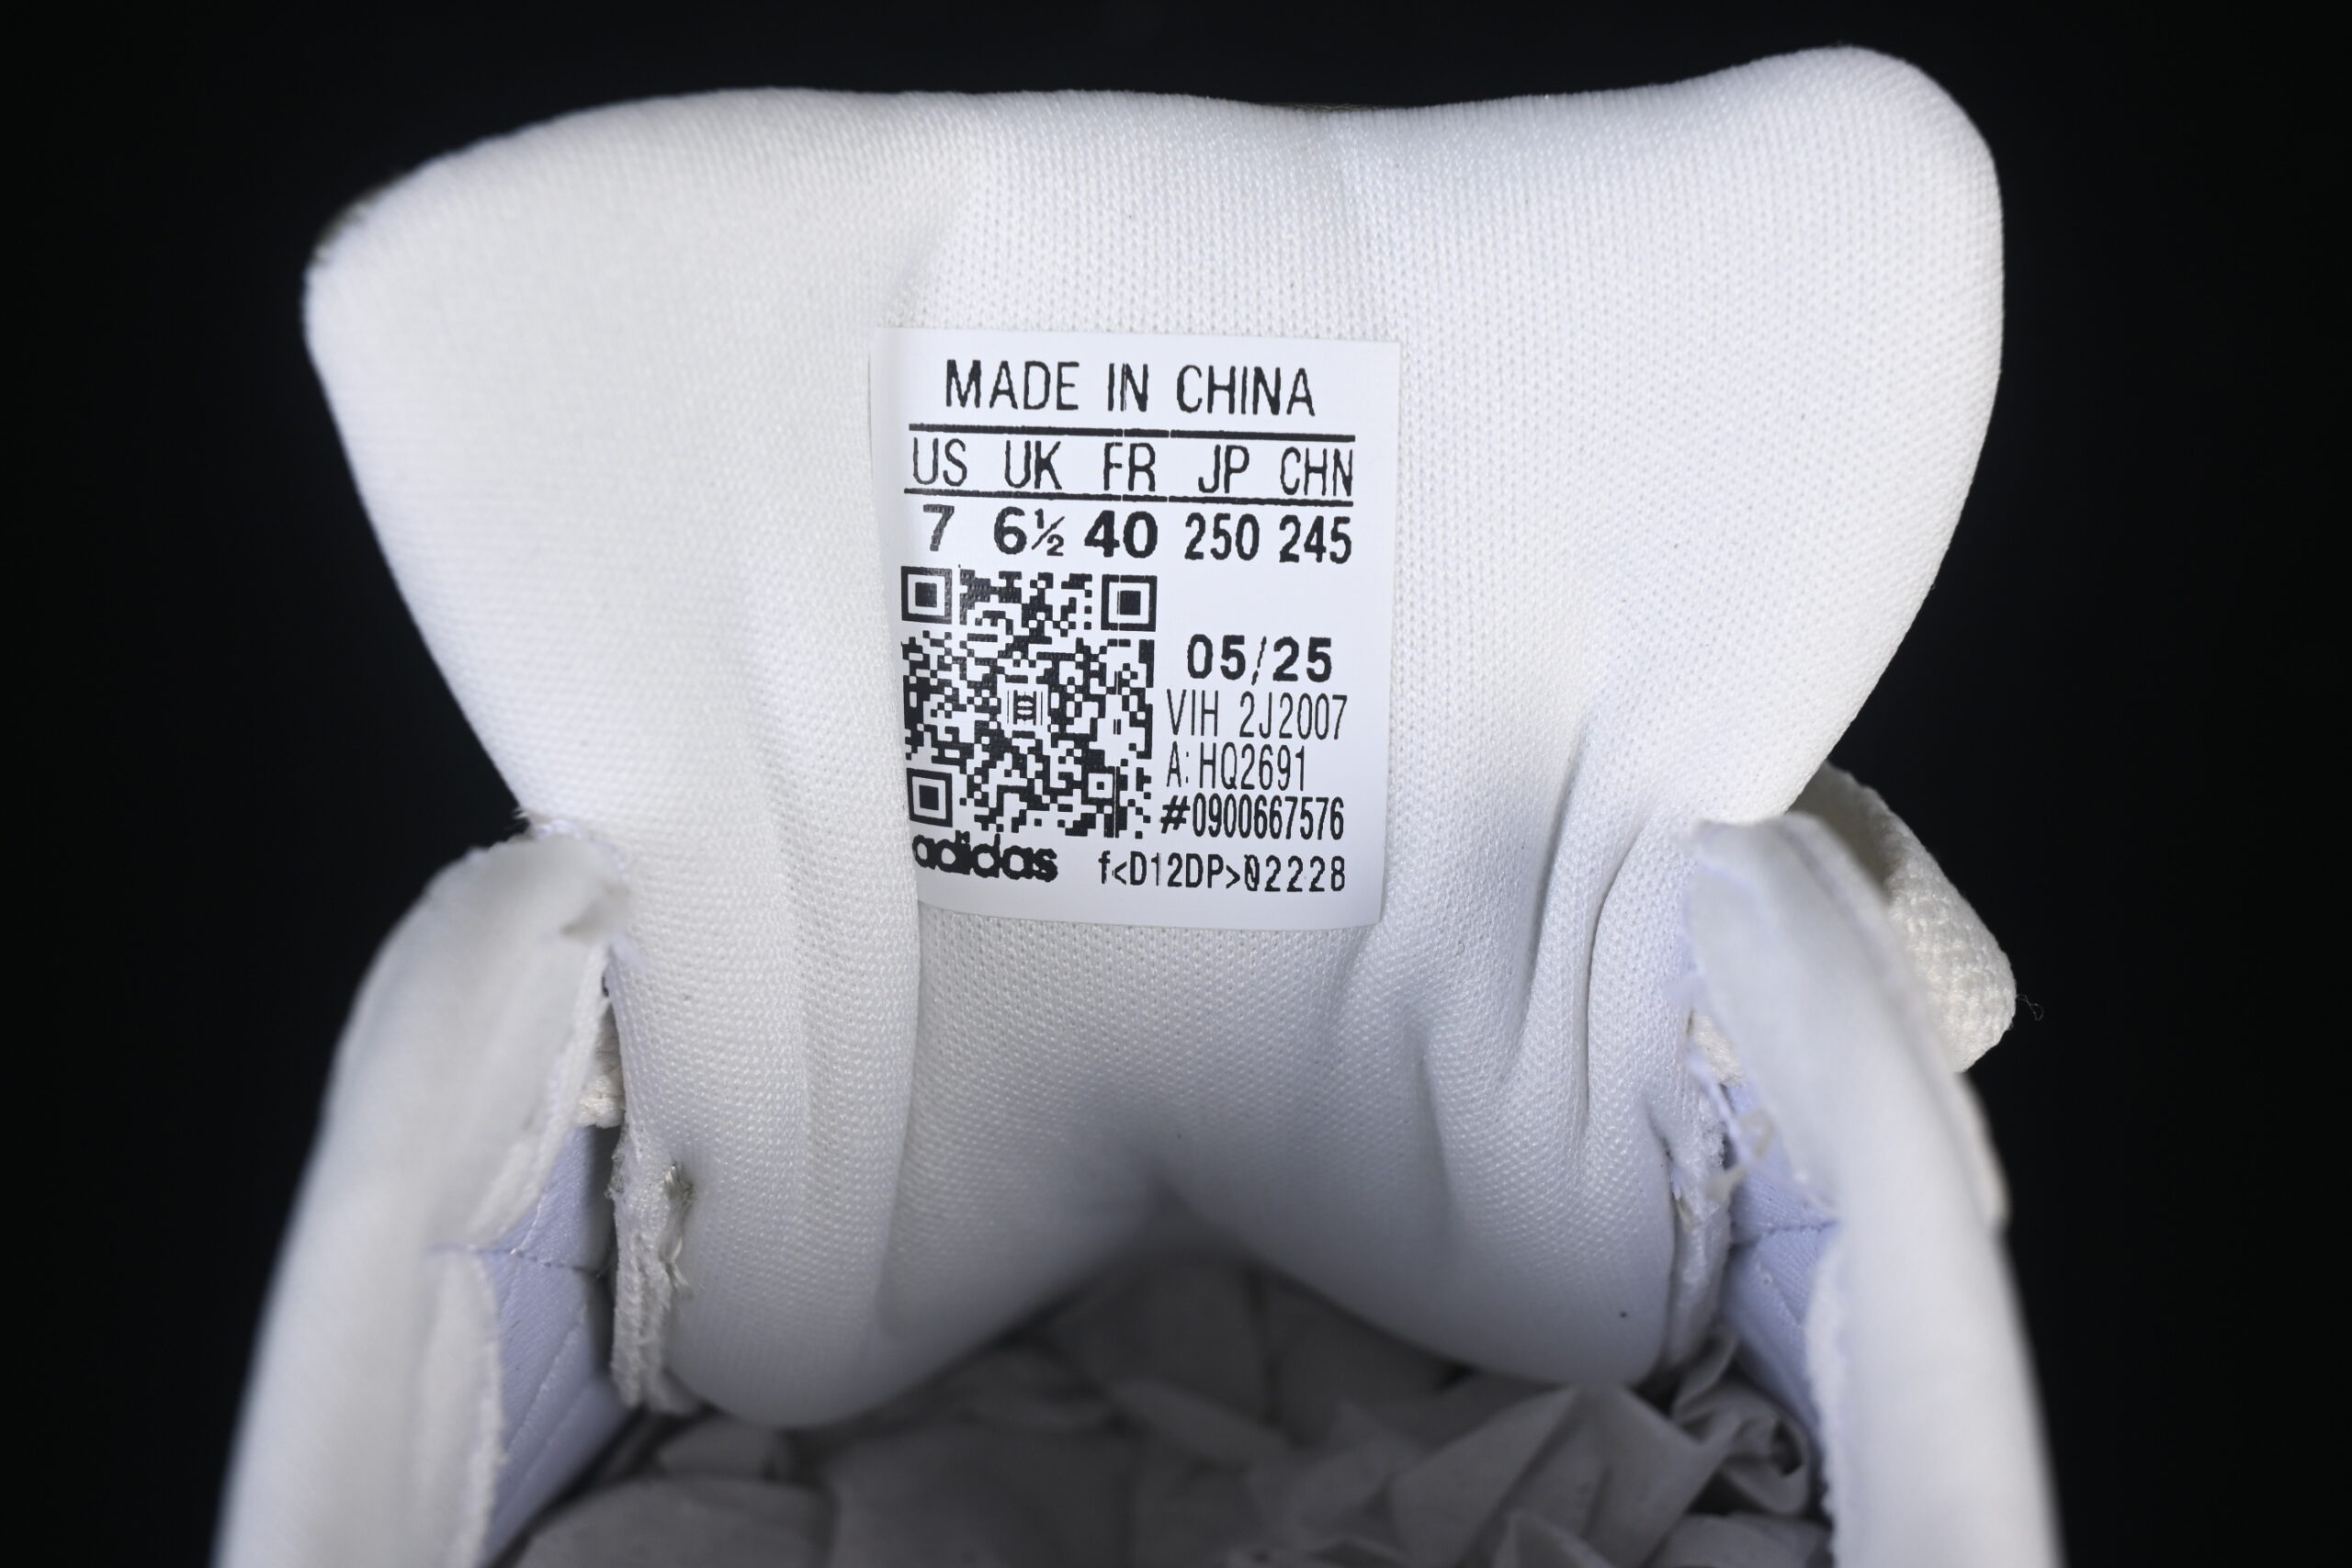 MADE IN CHINA
US UK FR JP CHN
7 6½ 40 250 245
05/25
VIH 2J2007
A: HQ2691
#0900667576
adidas f<D12DP>02228